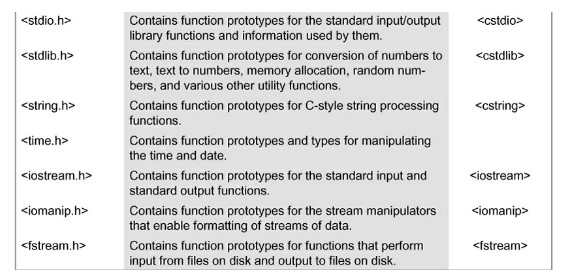 <stdio.h> Contains function prototypes for the standard input/output <cstdio>
library functions and information used by them.
<stdlib.h> Contains function prototypes for conversion of numbers to <cstdlib>
text, text to numbers, memory allocation, random num-
bers, and various other utility functions.
<string.h> Contains function prototypes for C-style string processing <cstring>
functions.
<time.h> Contains function prototypes and types for manipulating
the time and date.
<iostream.h> Contains function prototypes for the standard input and <iostream>
standard output functions.
<iomanip.h> Contains function prototypes for the stream manipulators <iomanip>
that enable formatting of streams of data.
<fstream.h> Contains function prototypes for functions that perform <fstream>
input from files on disk and output to files on disk.